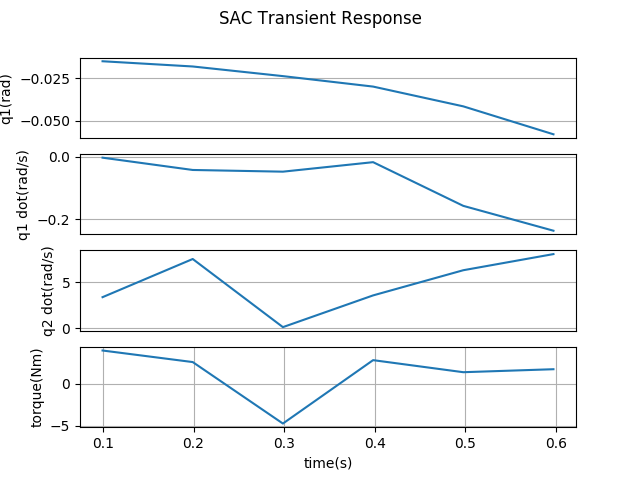 SAC Transient Response
q1(rad)
−0.025
−0.050
q1 dot(rad/s)
0.0
−0.2
q2 dot(rad/s)
5
0
torque(Nm)
0
−5
0.1 0.2 0.3 0.4 0.5 0.6
time(s)